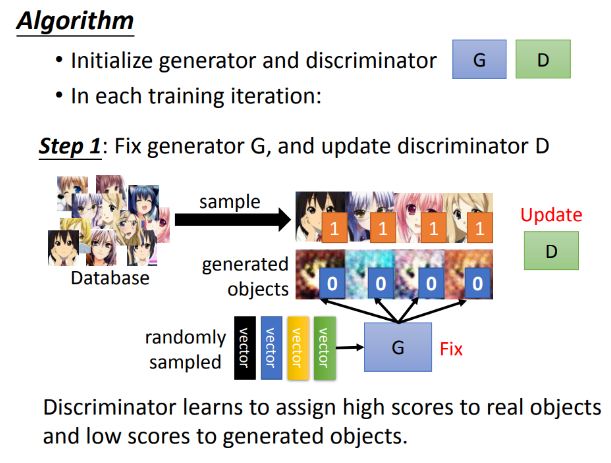 Algorithm
• Initialize generator and discriminator G D
• In each training iteration:
Step 1: Fix generator G, and update discriminator D
sample
1 1 1 1
Update
D
Database
generated
objects
0 0 0 0
randomly
sampled
vector vector vector vector
G
Fix
Discriminator learns to assign high scores to real objects
and low scores to generated objects.